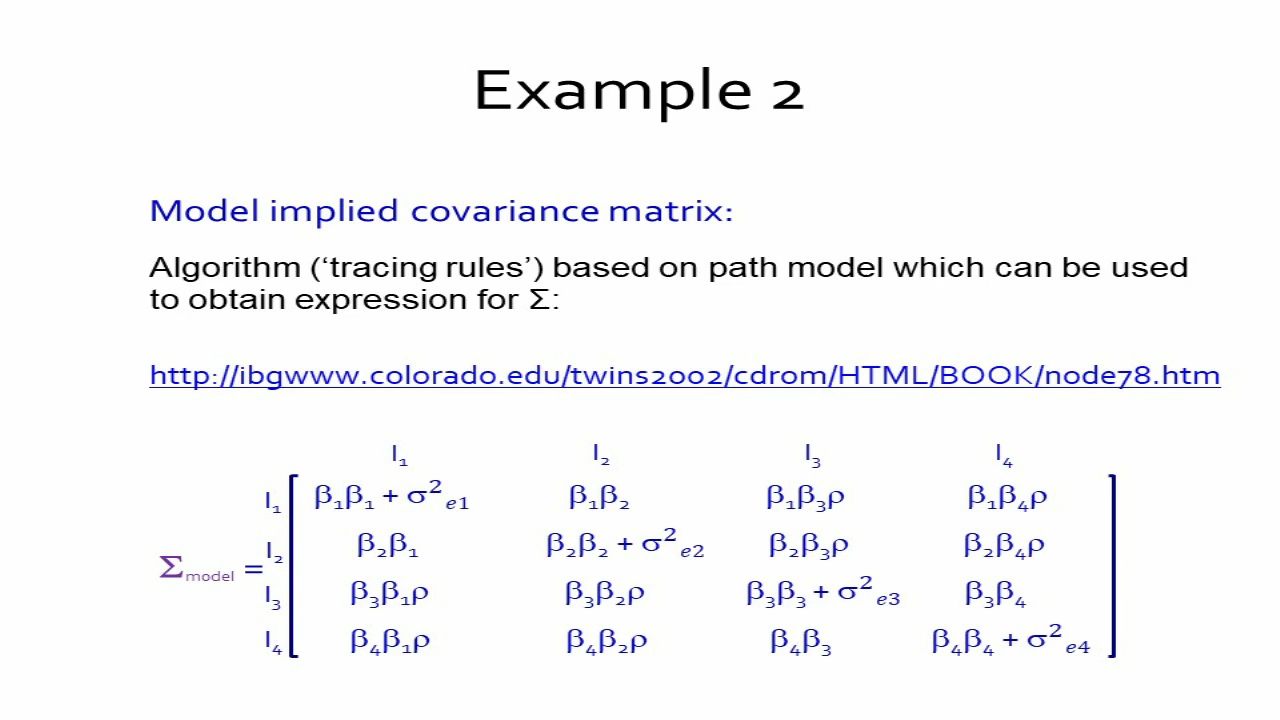 Example 2
Model implied covariance matrix:
Algorithm (‘tracing rules’) based on path model which can be used
to obtain expression for Σ:
http://ibgwww.colorado.edu/twins2002/cdrom/HTML/BOOK/node78.htm
I₁ I₂ I₃ I₄
I₁ β₁β₁ + σ²ₑ₁ β₁β₂ β₁β₃ρ β₁β₄ρ
I₂ β₂β₁ β₂β₂ + σ²ₑ₂ β₂β₃ρ β₂β₄ρ
Σmodel =
I₃ β₃β₁ρ β₃β₂ρ β₃β₃ + σ²ₑ₃ β₃β₄
I₄ β₄β₁ρ β₄β₂ρ β₄β₃ β₄β₄ + σ²ₑ₄